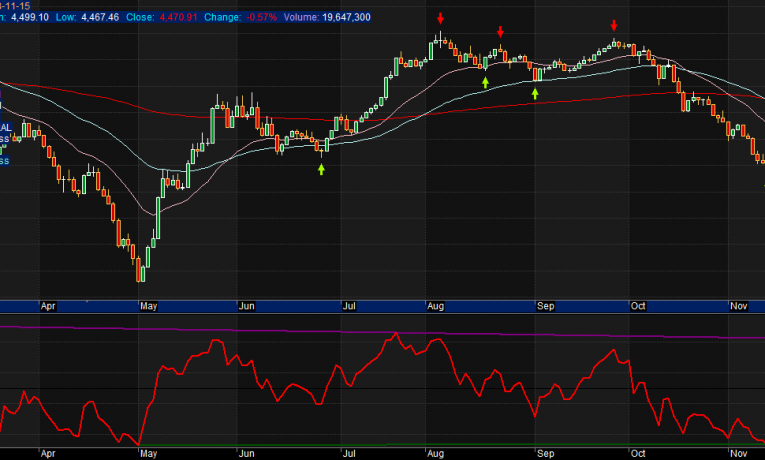 -11-15
4,499.10 Low: 4,467.46 Close: 4,470.91 Change: -0.57% Volume: 19,647,300
AL
ss
ss
Apr May Jun Jul Aug Sep Oct Nov
Apr May Jun Jul Aug Sep Oct Nov